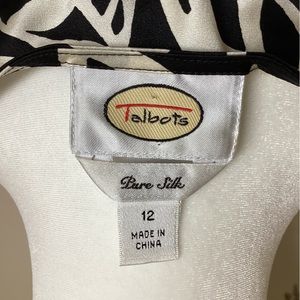 Talbots
Pure Silk
12
MADE IN
CHINA